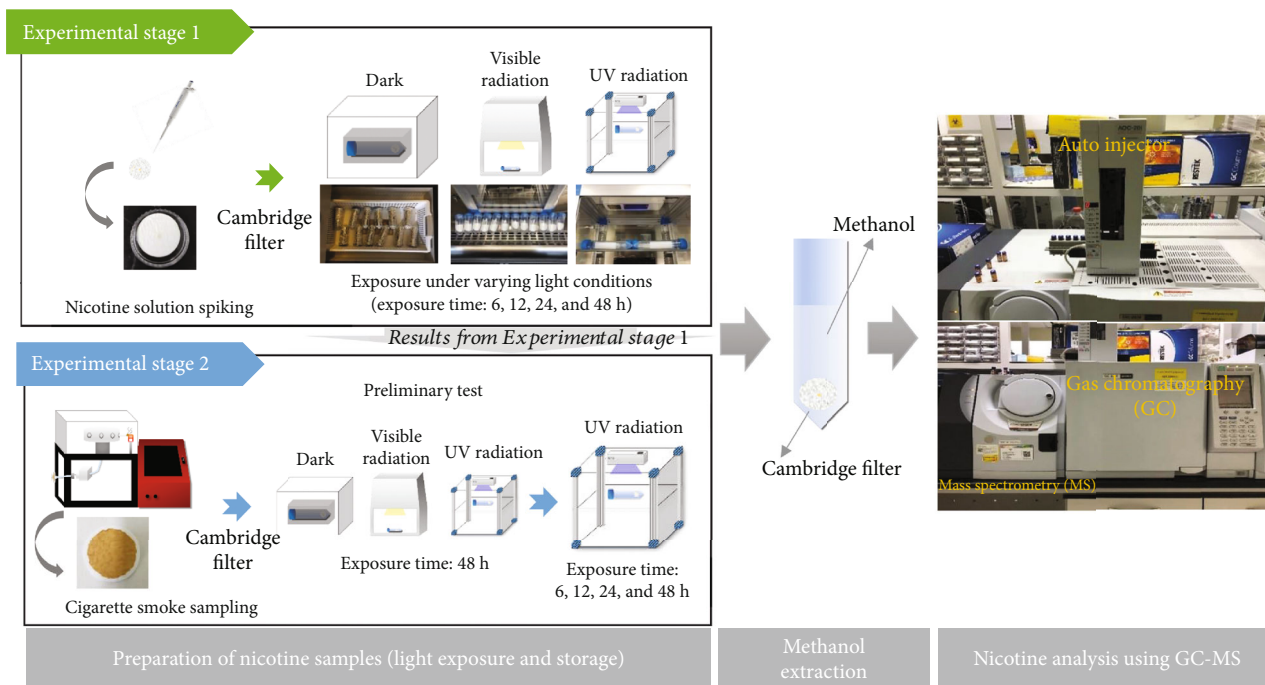 Experimental stage 1
Dark
Visible
radiation
UV radiation
Cambridge
filter
Nicotine solution spiking
Exposure under varying light conditions
(exposure time: 6, 12, 24, and 48 h)
Results from Experimental stage 1
Experimental stage 2
Preliminary test
Dark
Visible
radiation
UV radiation
UV radiation
Cambridge
filter
Exposure time: 48 h
Exposure time:
6, 12, 24, and 48 h
Cigarette smoke sampling
Methanol
Cambridge filter
Auto injector
RESTEK
Gas chromatography
(GC)
Mass spectrometry (MS)
Preparation of nicotine samples (light exposure and storage)
Methanol
extraction
Nicotine analysis using GC-MS